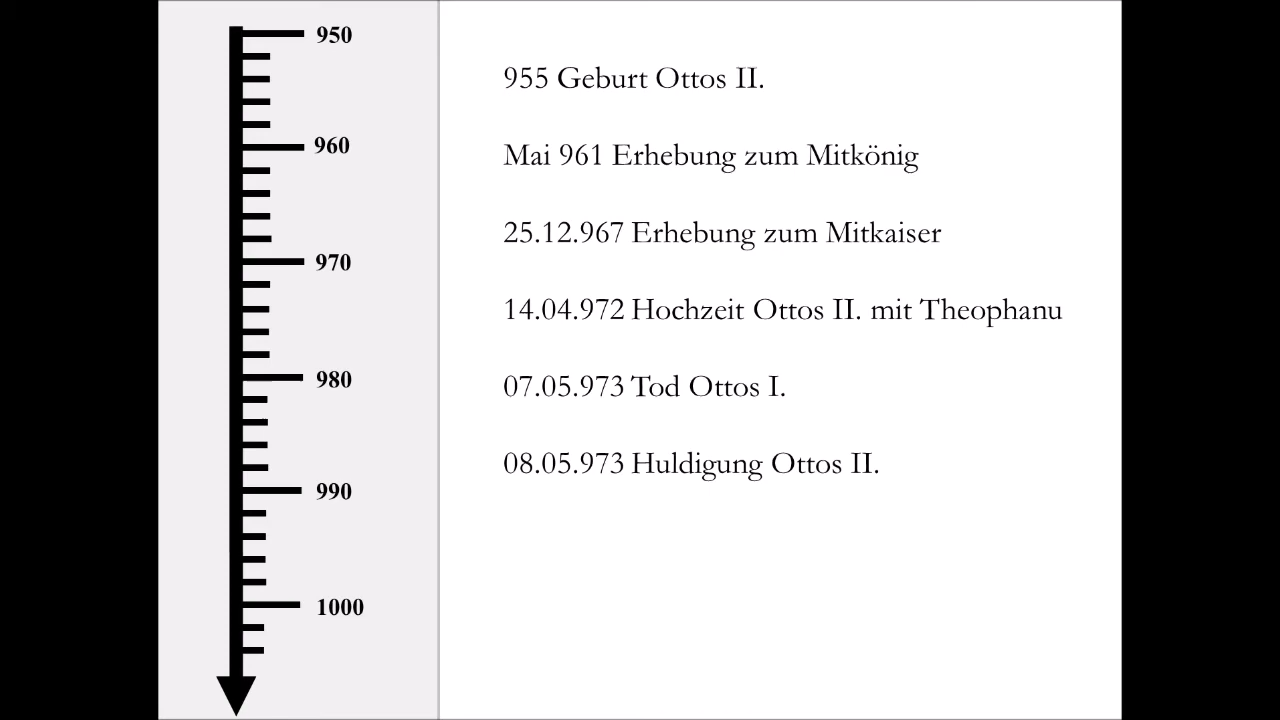 950
960
970
980
990
1000
955 Geburt Ottos II.
Mai 961 Erhebung zum Mitkönig
25.12.967 Erhebung zum Mitkaiser
14.04.972 Hochzeit Ottos II. mit Theophanu
07.05.973 Tod Ottos I.
08.05.973 Huldigung Ottos II.